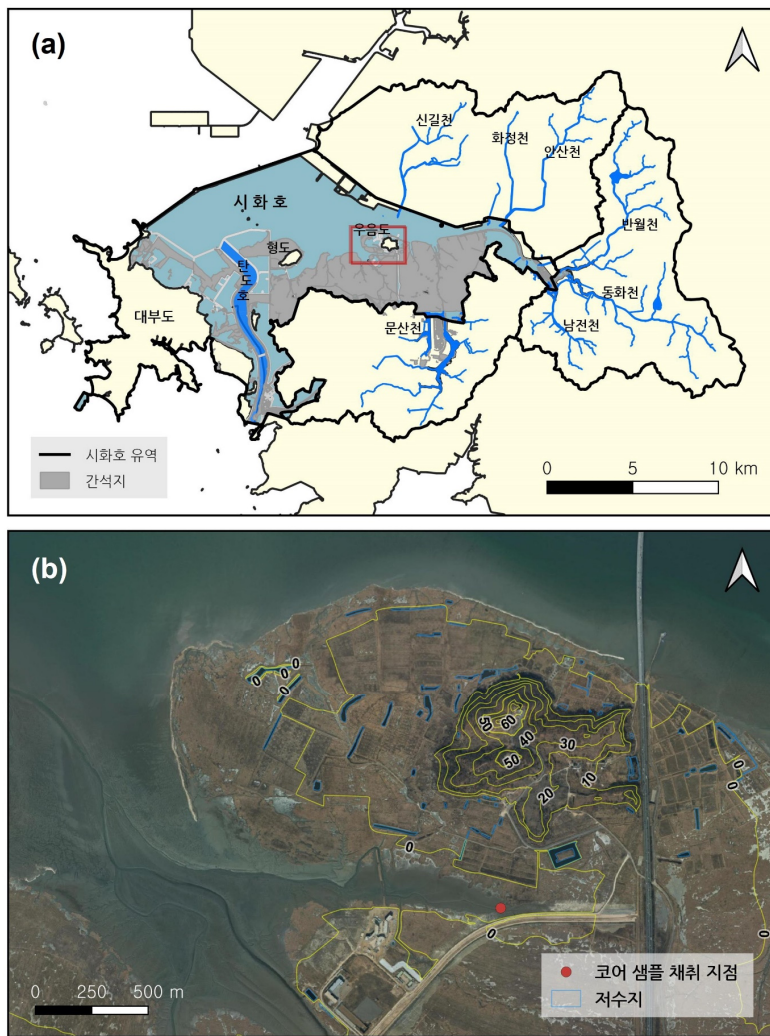 (a)
신길천
화정천
안산천
시 화 호
우음도
반월천
형도
탄도호
동화천
대부도
문산천
남전천
시화호 유역
간석지
0 5 10 km
(b)
0
0
0
0
50
60
40
30
50
10
20
0
0
0
0
0
코어 샘플 채취 지점
저수지
0 250 500 m